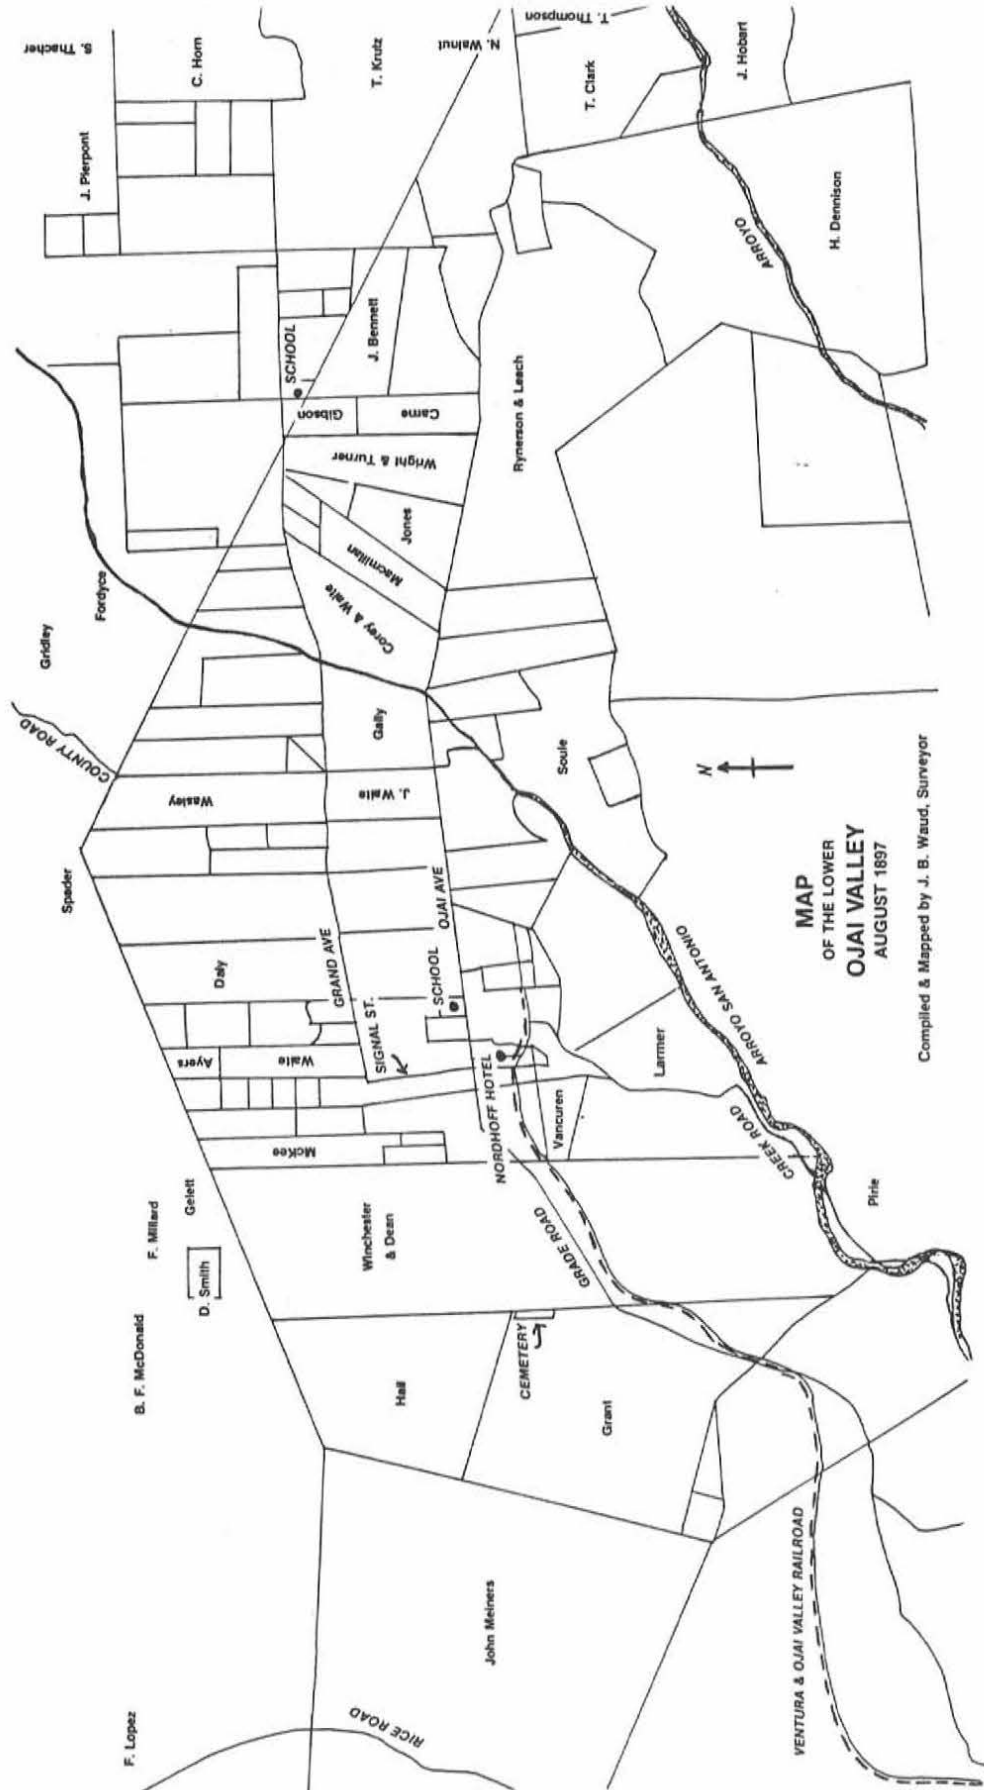 S. Thacher
J. Pierpont
Gridley
COUNTY ROAD
Fordyce
Spader
F. Lopez
B. F. McDonald
F. Millard
Gelett
D. Smith
C. Horn
Ayers
Daly
Wasley
McKee
Waite
SCHOOL
T. Krutz
GRAND AVE
SIGNAL ST.
Winchester
& Dean
Hall
RICE ROAD
J. Waite
Gally
Corey & Waite
Macmillan
Jones
Wright & Turner
Gibson
Carne
J. Bennett
OJAI AVE
SCHOOL
N. Walnut
NORDHOFF HOTEL
John Meiners
CEMETERY
Rynerson & Leach
T. Thompson
T. Clark
Vancuren
GRADE ROAD
Soule
Grant
Larmer
ARROYO SAN ANTONIO
J. Hobart
ARROYO
H. Dennison
CREEK ROAD
VENTURA & OJAI VALLEY RAILROAD
Pirie
N
MAP
OF THE LOWER
OJAI VALLEY
AUGUST 1897
Compiled & Mapped by J. B. Waud, Surveyor